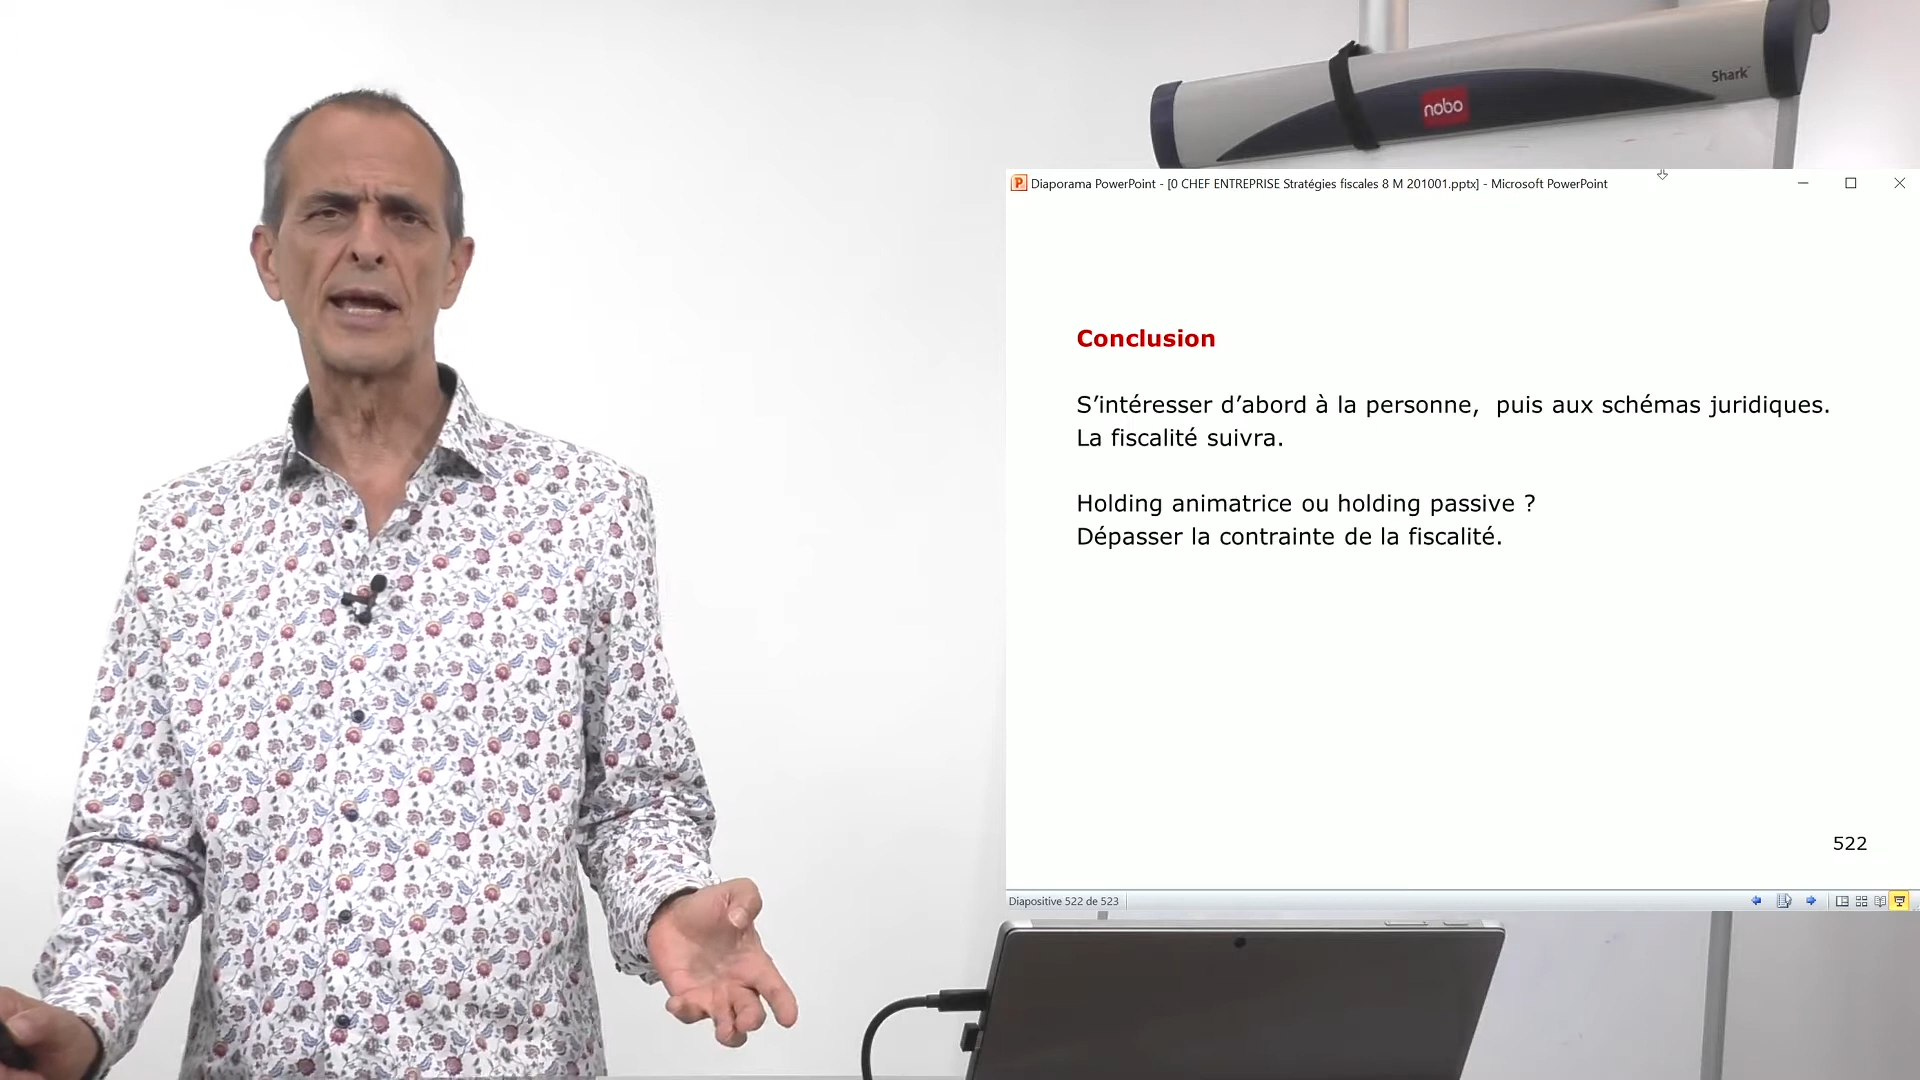 Shark
nobo
Diaporama PowerPoint - [0 CHEF ENTREPRISE Stratégies fiscales 8 M 201001.pptx] - Microsoft PowerPoint
Conclusion
S’intéresser d’abord à la personne,  puis aux schémas juridiques.
La fiscalité suivra.
Holding animatrice ou holding passive ?
Dépasser la contrainte de la fiscalité.
522
Diapositive 522 de 523